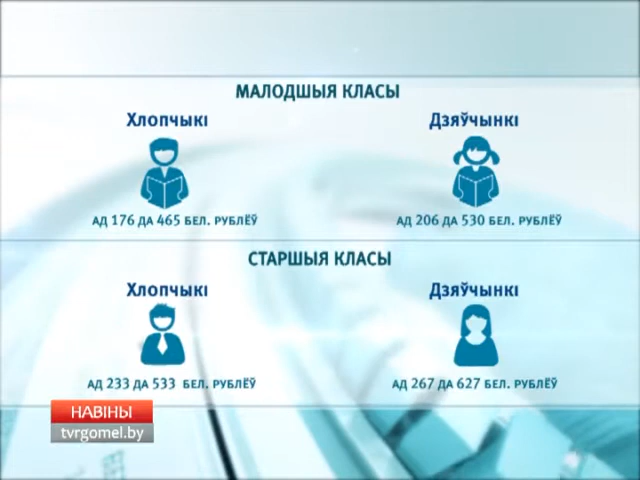 МАЛОДШЫЯ КЛАСЫ
Хлопчыкі Дзяўчынкі
АД 176 ДА 465 БЕЛ. РУБЛЁЎ АД 206 ДА 530 БЕЛ. РУБЛЁЎ
СТАРШЫЯ КЛАСЫ
Хлопчыкі Дзяўчынкі
АД 233 ДА 533 БЕЛ. РУБЛЁЎ АД 267 ДА 627 БЕЛ. РУБЛЁЎ
НАВІНЫ
tvrgomel.by